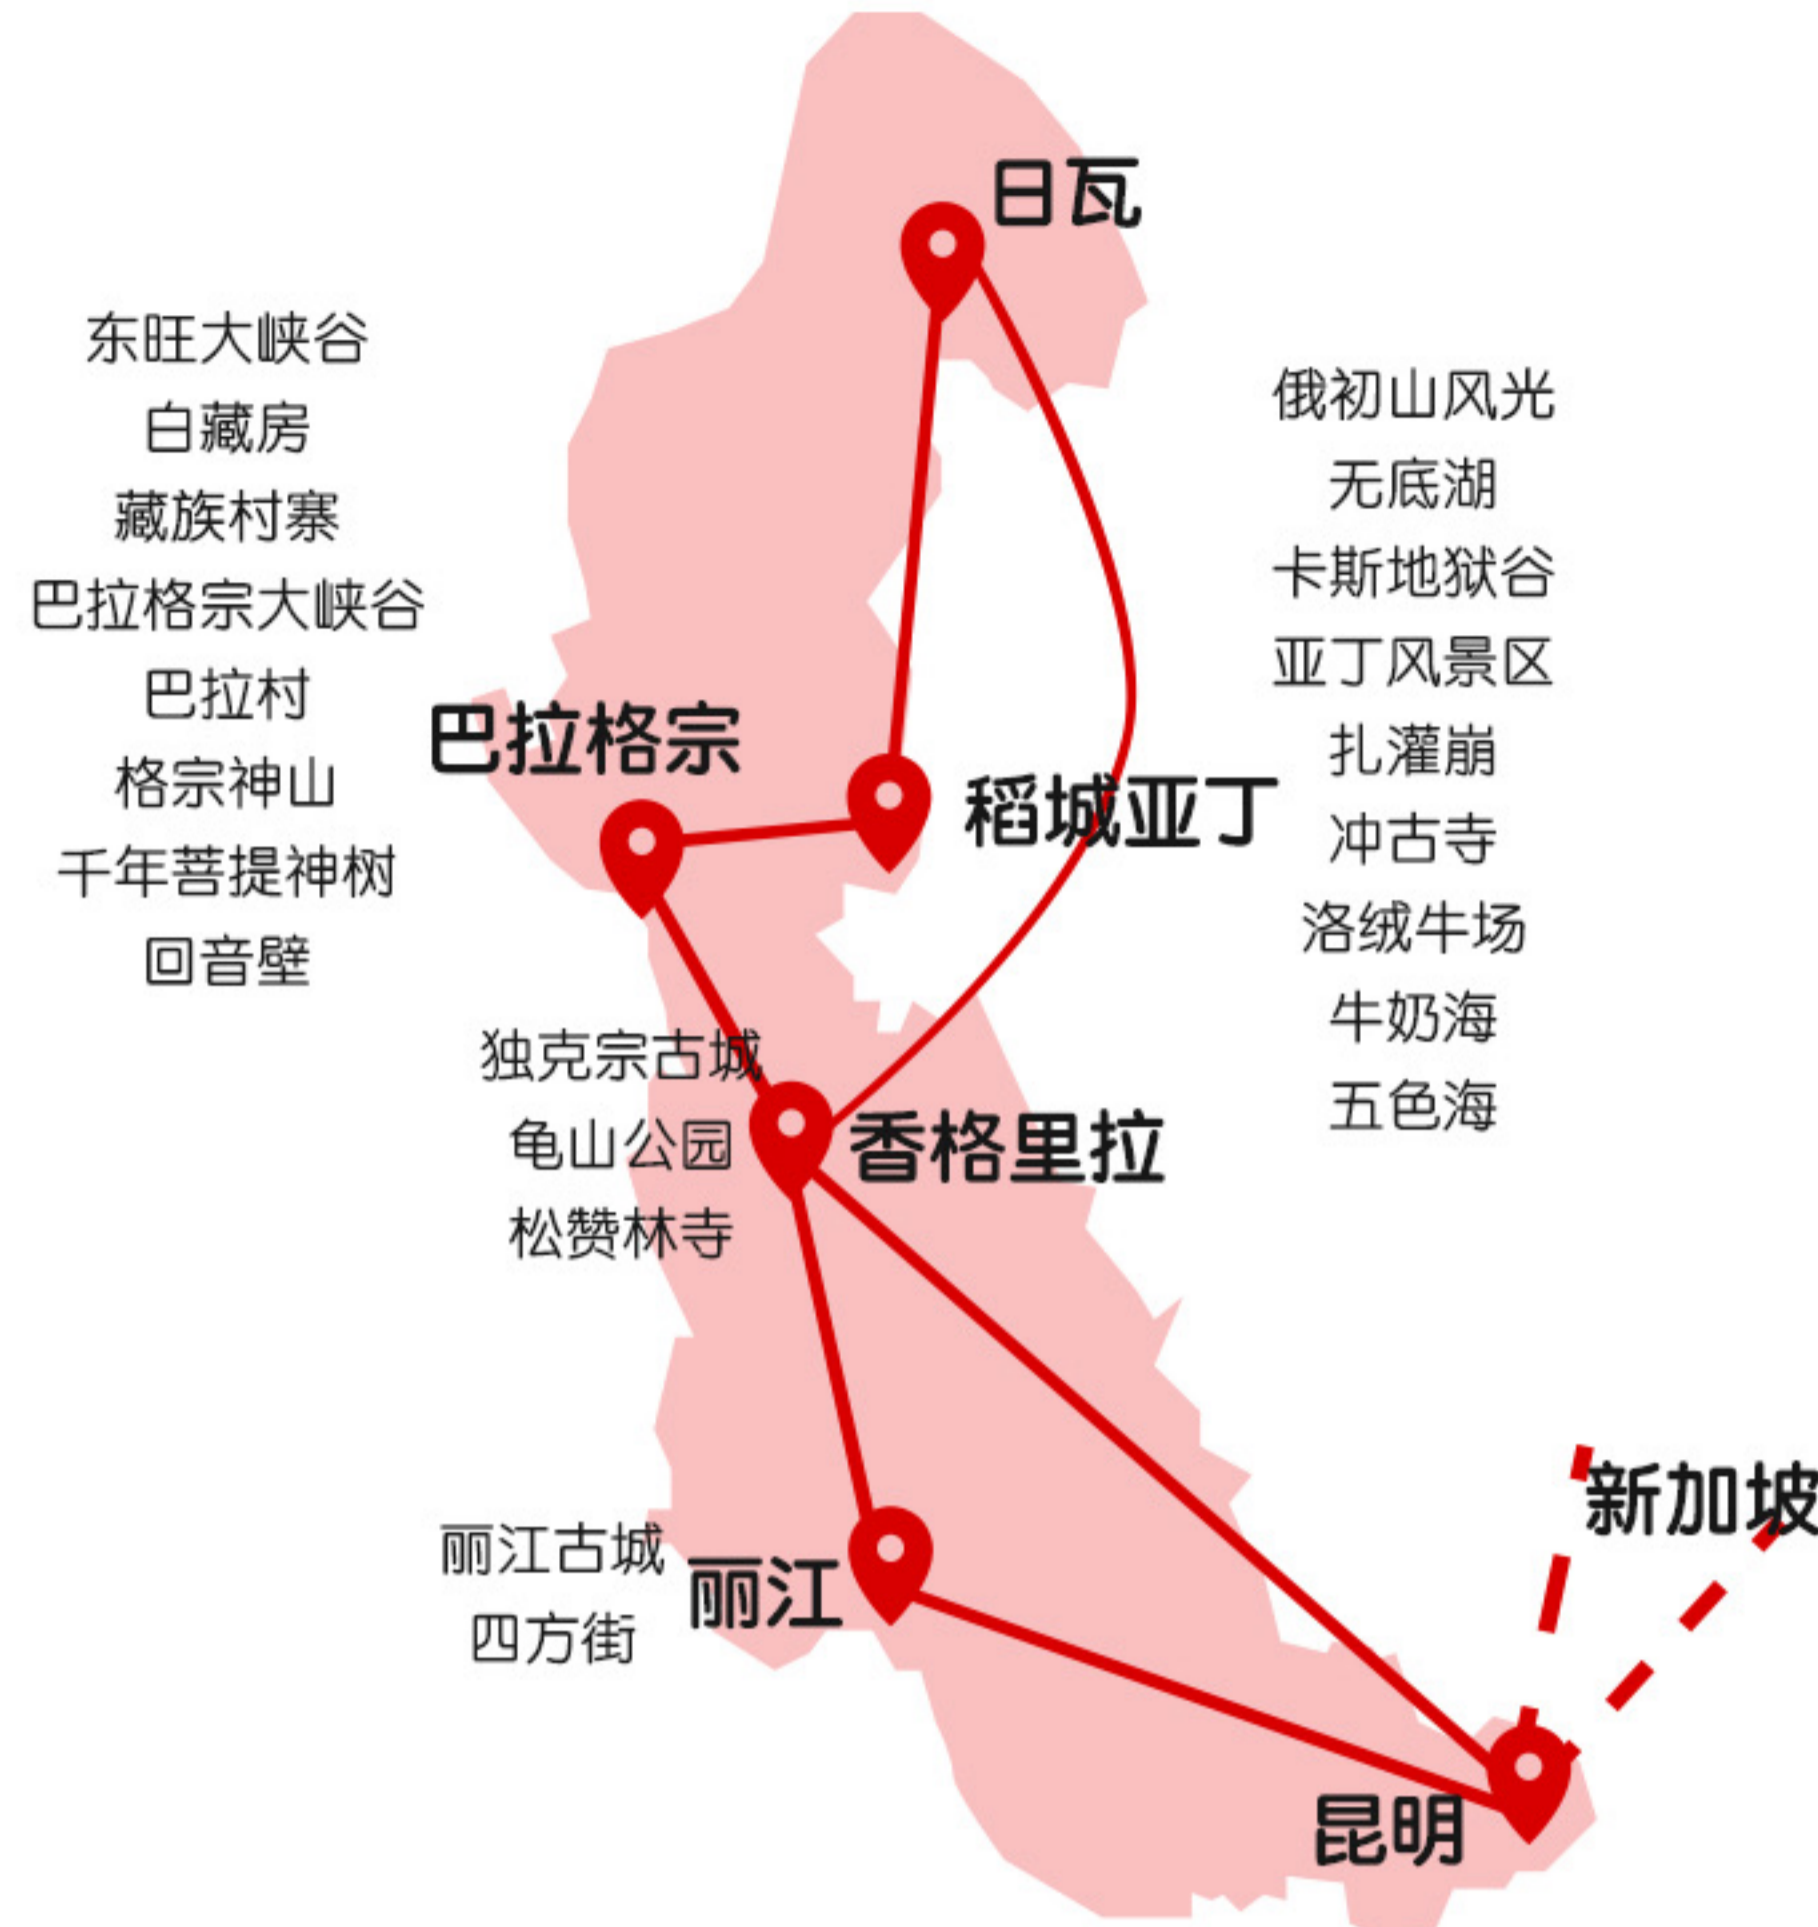 日瓦
东旺大峡谷
白藏房
藏族村寨
巴拉格宗大峡谷
巴拉村
格宗神山
千年菩提神树
回音壁
俄初山风光
无底湖
卡斯地狱谷
亚丁风景区
扎灌崩
冲古寺
洛绒牛场
牛奶海
五色海
巴拉格宗
稻城亚丁
独克宗古城
龟山公园
松赞林寺
香格里拉
新加坡
丽江古城
四方街
丽江
昆明